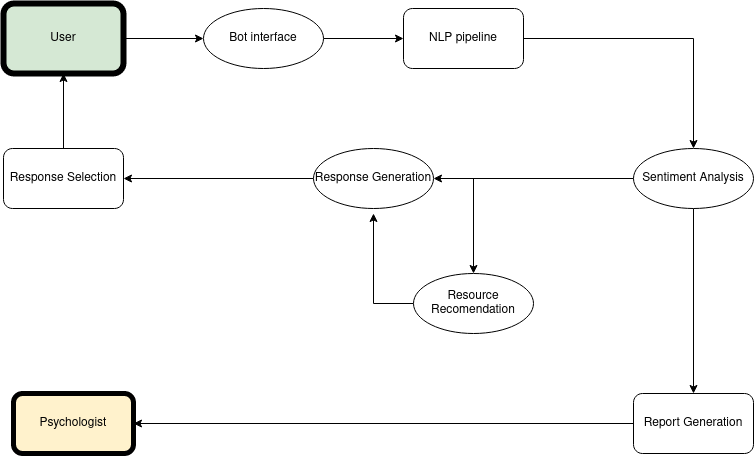 User
Bot interface
NLP pipeline
Response Selection
Response Generation
Sentiment Analysis
Resource
Recomendation
Psychologist
Report Generation